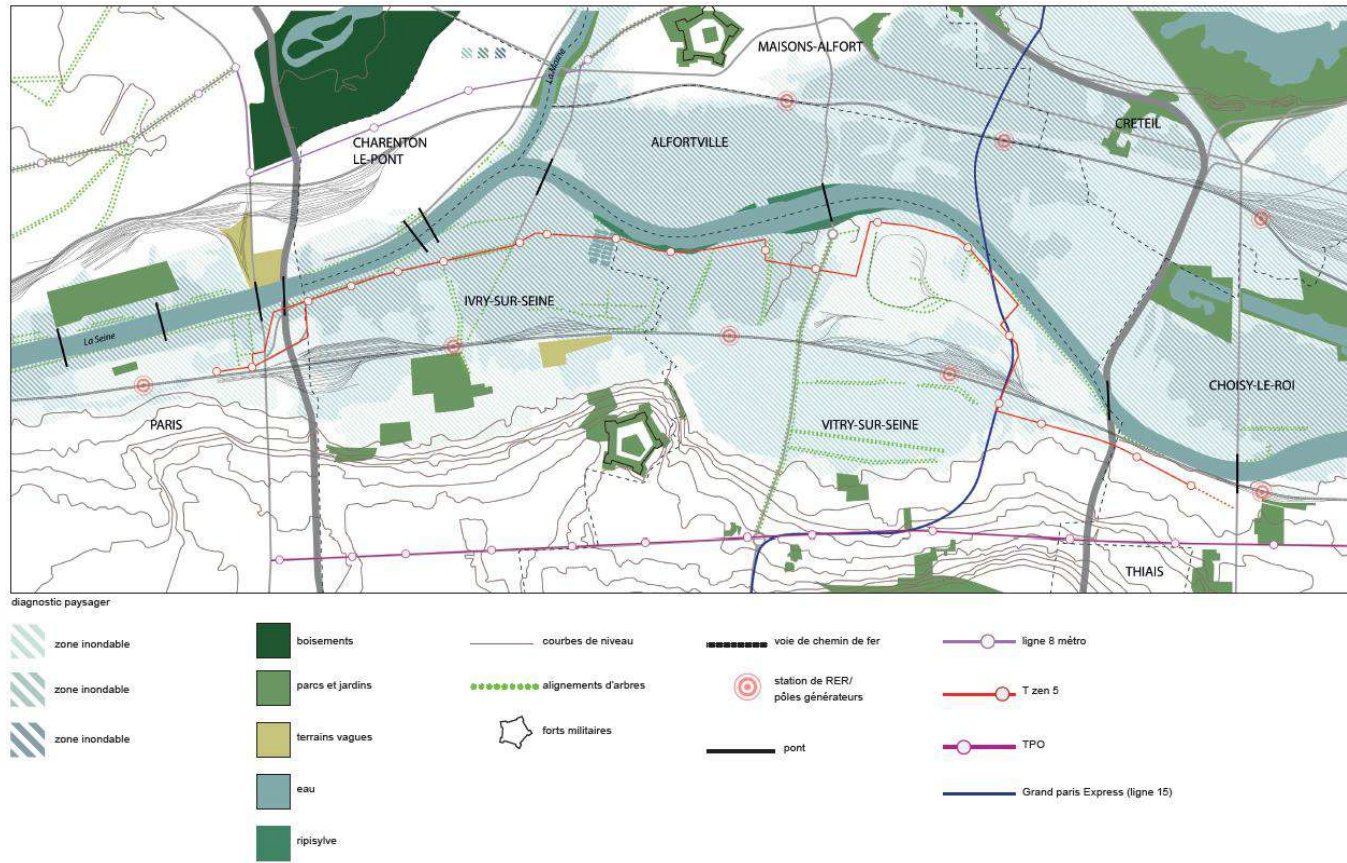 MAISONS-ALFORT
La Marne
CHARENTON
LE-PONT
ALFORTVILLE
CRETEIL
IVRY-SUR-SEINE
La Seine
CHOISY-LE-ROI
PARIS
VITRY-SUR-SEINE
THIAIS
diagnostic paysager
zone inondable
zone inondable
zone inondable
boisements
parcs et jardins
terrains vagues
eau
ripisylve
courbes de niveau
alignements d'arbres
forts militaires
voie de chemin de fer
station de RER/
pôles générateurs
pont
ligne 8 métro
T zen 5
TPO
Grand paris Express (ligne 15)